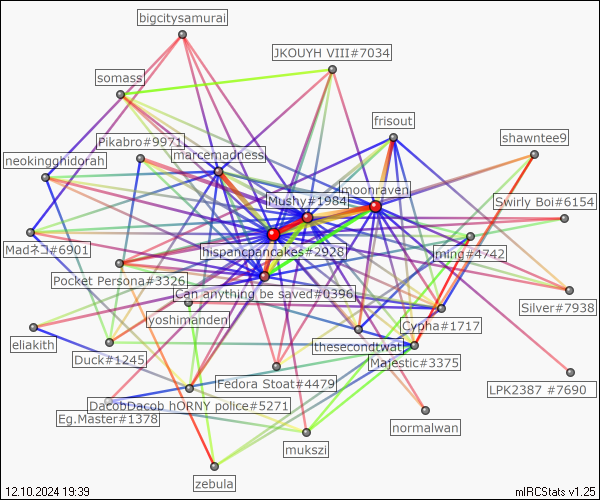 bigcitysamurai
JKOUYH VIII#7034
somass
frisout
shawntee9
Pikabro#9971
marcemadness
neokingghidorah
moonraven
Mushy#1984
Swirly Boi#6154
Madネコ#6901
hispancpancakes#2928
ming#4742
Pocket Persona#3326
Can anything be saved#0396
Silver#7938
yoshimanden
Cypha#1717
eliakith
thesecondtwat
Duck#1245
Majestic#3375
Fedora Stoat#4479
LPK2387 #7690
DacobDacob hORNY police#5271
Eg.Master#1378
normalwan
mukszi
zebula
12.10.2024 19:39
mIRCStats v1.25